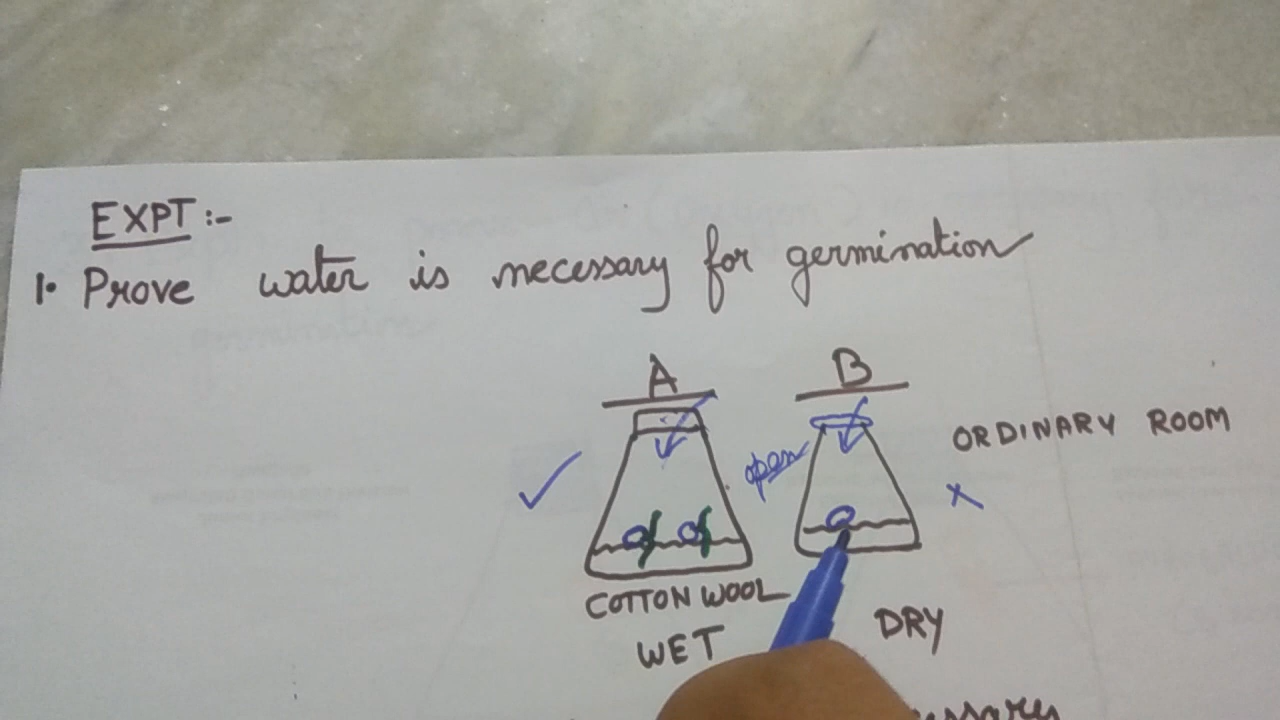 EXPT :-
1. Prove water is necessary for germination
A B
ORDINARY ROOM
open
COTTON WOOL
WET DRY